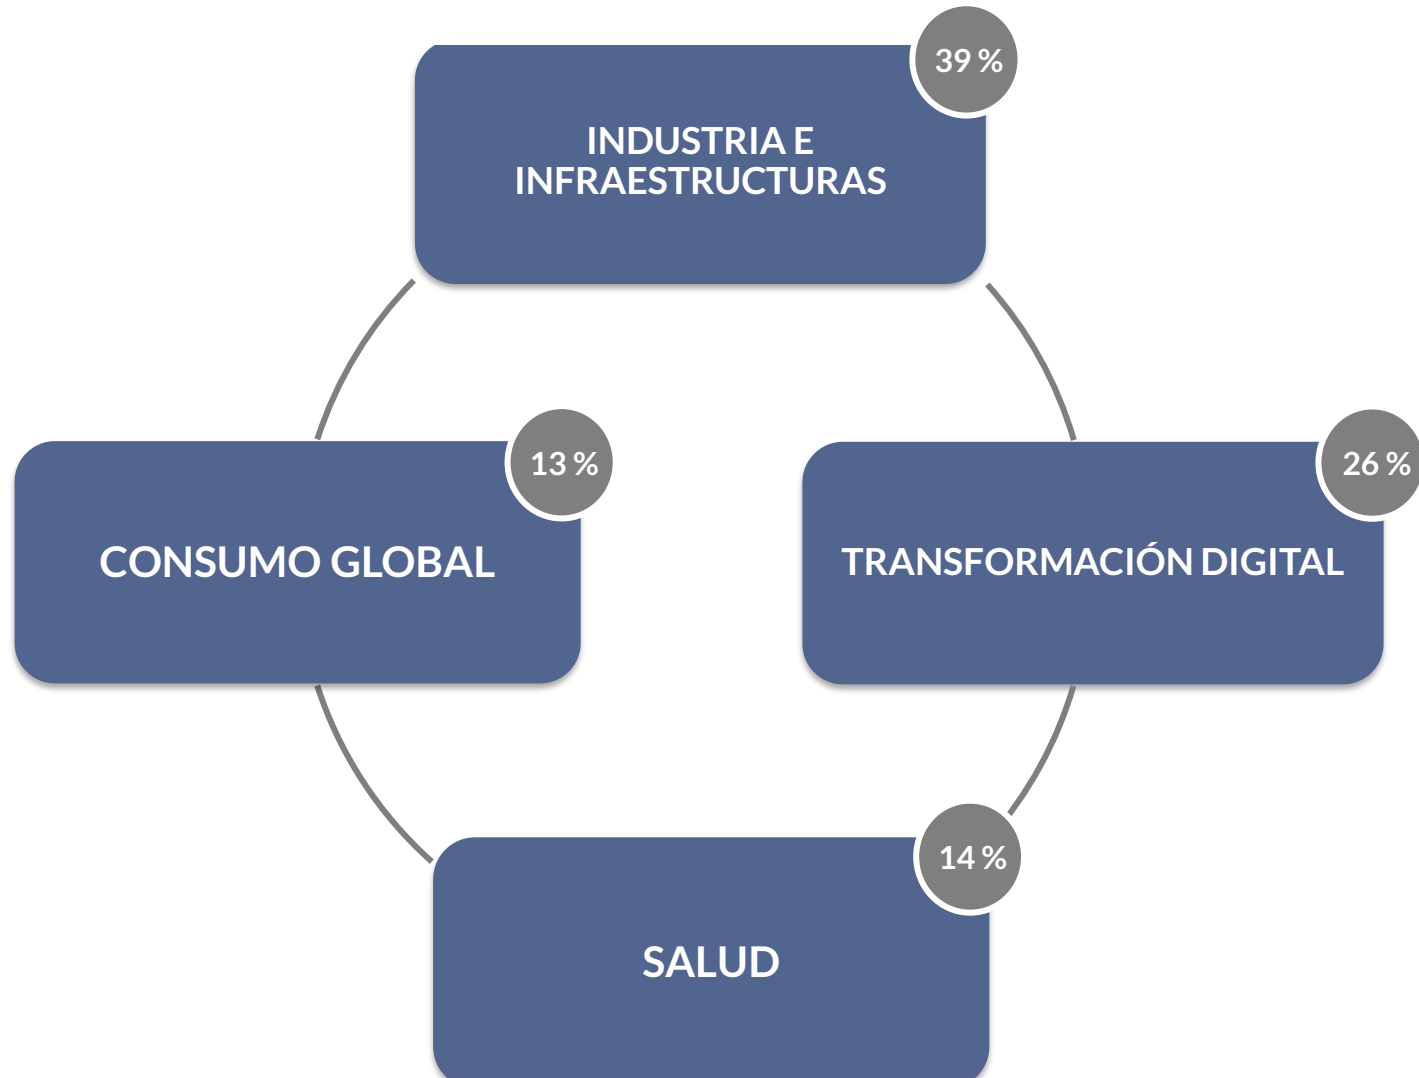 39 %
INDUSTRIA E
INFRAESTRUCTURAS
13 %
CONSUMO GLOBAL
26 %
TRANSFORMACIÓN DIGITAL
14 %
SALUD